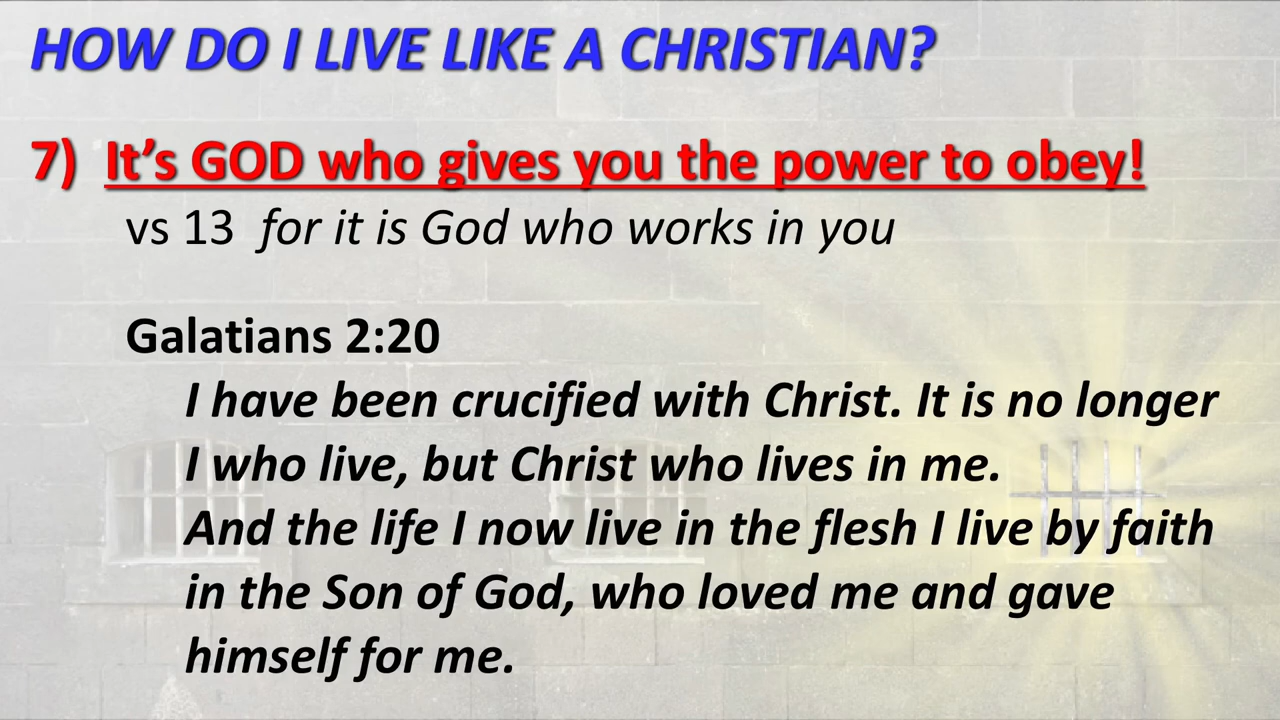 HOW DO I LIVE LIKE A CHRISTIAN?
7) It’s GOD who gives you the power to obey!
vs 13 for it is God who works in you
Galatians 2:20
I have been crucified with Christ. It is no longer
I who live, but Christ who lives in me.
And the life I now live in the flesh I live by faith
in the Son of God, who loved me and gave
himself for me.